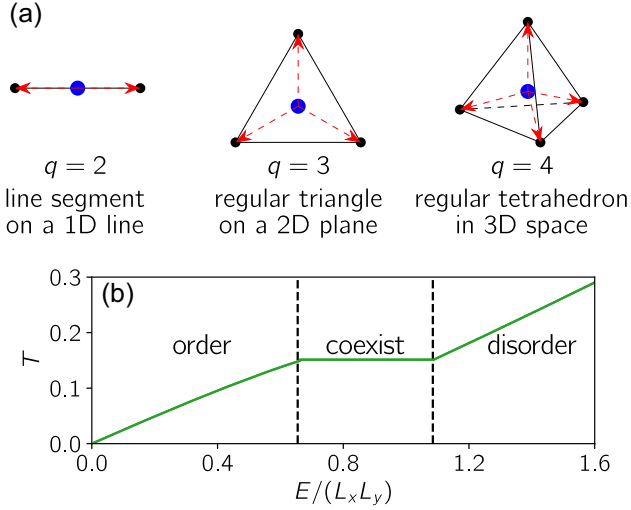 (a)
q = 2
line segment
on a 1D line
q = 3
regular triangle
on a 2D plane
q = 4
regular tetrahedron
in 3D space
(b)
0.3
0.2
0.1
0.0
T
order
coexist
disorder
0.0 0.4 0.8 1.2 1.6
E/(LₓL_y)